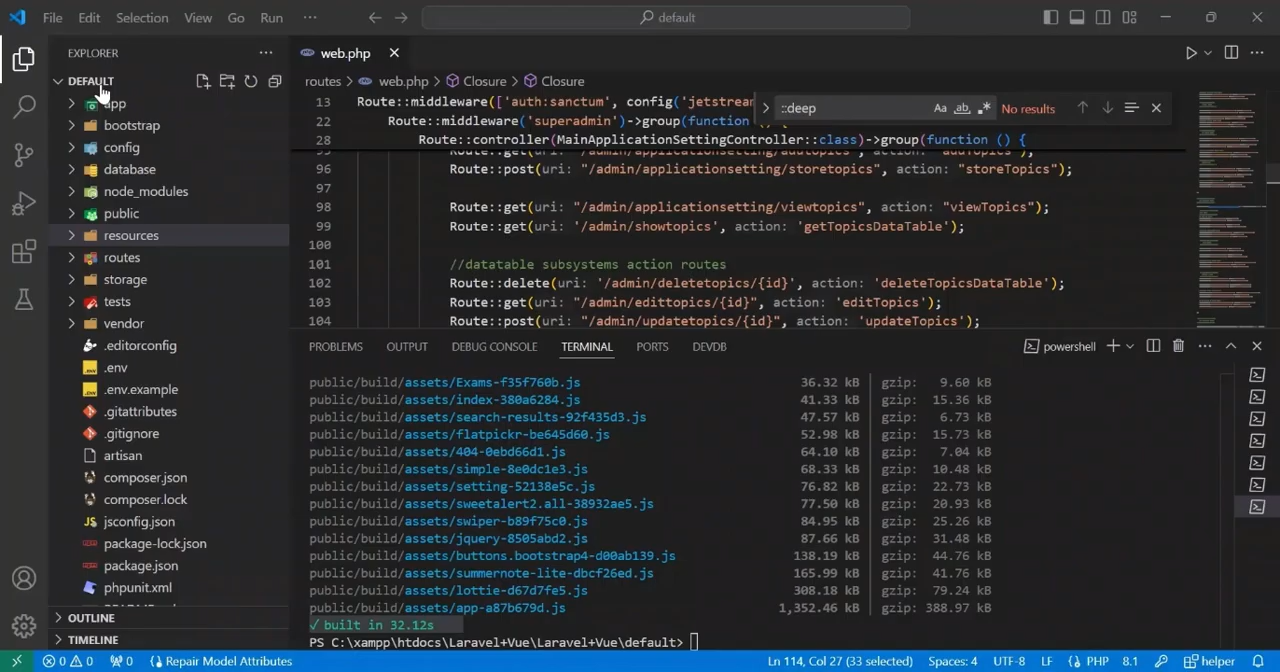 File Edit Selection View Go Run ··· default
EXPLORER ···
DEFAULT
app
bootstrap
config
database
node_modules
public
resources
routes
storage
tests
vendor
.editorconfig
.env
.env.example
.gitattributes
.gitignore
artisan
composer.json
composer.lock
jsconfig.json
package-lock.json
package.json
phpunit.xml
OUTLINE
TIMELINE
web.php
routes > web.php > Closure > Closure
::deep Aa ab No results
13 Route::middleware(['auth:sanctum', config('jetstream
22 Route::middleware('superadmin')->group(function () {
28 Route::controller(MainApplicationSettingController::class)->group(function () {
96 Route::post(uri: "/admin/applicationsetting/storetopics", action: "storeTopics");
97
98 Route::get(uri: "/admin/applicationsetting/viewtopics", action: "viewTopics");
99 Route::get(uri: '/admin/showtopics', action: 'getTopicsDataTable');
100
101 //datatable subsystems action routes
102 Route::delete(uri: '/admin/deletetopics/{id}', action: 'deleteTopicsDataTable');
103 Route::get(uri: "/admin/edittopics/{id}", action: 'editTopics');
104 Route::post(uri: "/admin/updatetopics/{id}", action: 'updateTopics');
PROBLEMS OUTPUT DEBUG CONSOLE TERMINAL PORTS DEVDB powershell
public/build/assets/Exams-f35f760b.js 36.32 kB │ gzip: 9.60 kB
public/build/assets/index-380a6284.js 41.33 kB │ gzip: 15.36 kB
public/build/assets/search-results-92f435d3.js 47.57 kB │ gzip: 6.73 kB
public/build/assets/flatpickr-be645d60.js 52.98 kB │ gzip: 15.73 kB
public/build/assets/404-0ebd66d1.js 64.10 kB │ gzip: 7.04 kB
public/build/assets/simple-8e0dc1e3.js 68.33 kB │ gzip: 10.48 kB
public/build/assets/setting-52138e5c.js 76.82 kB │ gzip: 22.73 kB
public/build/assets/sweetalert2.all-38932ae5.js 77.50 kB │ gzip: 20.93 kB
public/build/assets/swiper-b89f75c0.js 84.95 kB │ gzip: 25.26 kB
public/build/assets/jquery-8505abd2.js 87.66 kB │ gzip: 31.48 kB
public/build/assets/buttons.bootstrap4-d00ab139.js 138.19 kB │ gzip: 44.76 kB
public/build/assets/summernote-lite-dbcf26ed.js 165.99 kB │ gzip: 41.76 kB
public/build/assets/lottie-d67d7fe5.js 308.18 kB │ gzip: 79.24 kB
public/build/assets/app-a87b679d.js 1,352.46 kB │ gzip: 388.97 kB
✓ built in 32.12s
PS C:\xampp\htdocs\Laravel+Vue\Laravel+Vue\default>
0 0 0 Repair Model Attributes Ln 114, Col 27 (33 selected) Spaces: 4 UTF-8 LF PHP 8.1 helper